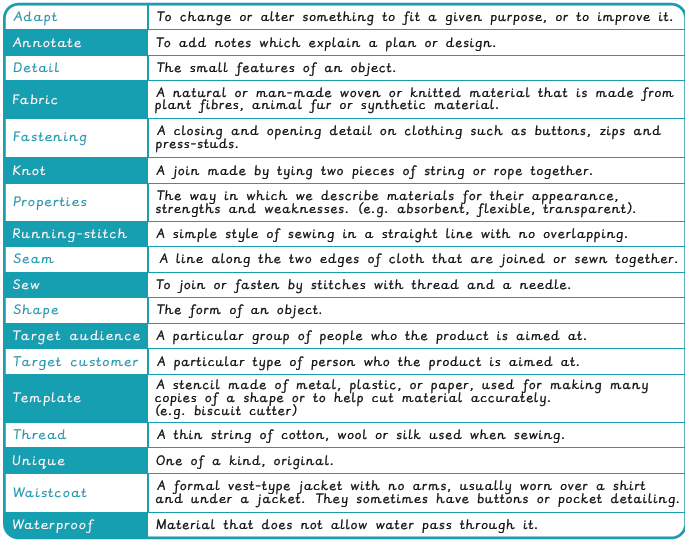 Adapt To change or alter something to fit a given purpose, or to improve it.
Annotate To add notes which explain a plan or design.
Detail The small features of an object.
Fabric A natural or man-made woven or knitted material that is made from
plant fibres, animal fur or synthetic material.
Fastening A closing and opening detail on clothing such as buttons, zips and
press-studs.
Knot A join made by tying two pieces of string or rope together.
Properties The way in which we describe materials for their appearance,
strengths and weaknesses. (e.g. absorbent, flexible, transparent).
Running-stitch A simple style of sewing in a straight line with no overlapping.
Seam A line along the two edges of cloth that are joined or sewn together.
Sew To join or fasten by stitches with thread and a needle.
Shape The form of an object.
Target audience A particular group of people who the product is aimed at.
Target customer A particular type of person who the product is aimed at.
Template A stencil made of metal, plastic, or paper, used for making many
copies of a shape or to help cut material accurately.
(e.g. biscuit cutter)
Thread A thin string of cotton, wool or silk used when sewing.
Unique One of a kind, original.
Waistcoat A formal vest-type jacket with no arms, usually worn over a shirt
and under a jacket. They sometimes have buttons or pocket detailing.
Waterproof Material that does not allow water pass through it.